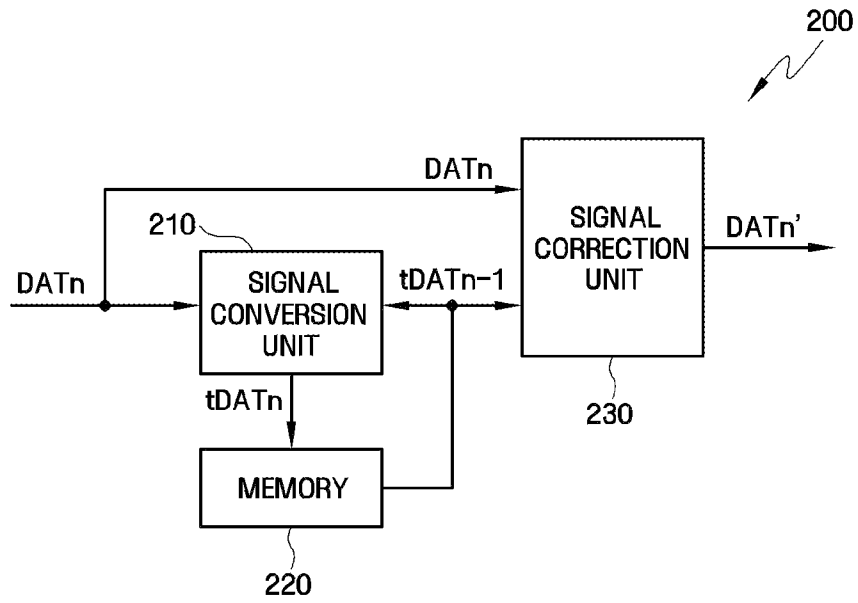 200
DATn
210
SIGNAL
CORRECTION
UNIT
DATn'
DATn
SIGNAL
CONVERSION
UNIT
tDATn-1
tDATn
230
MEMORY
220